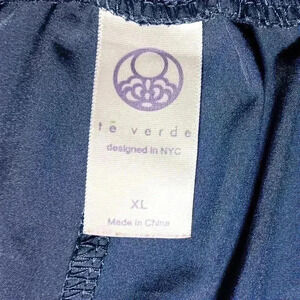 tē verde
designed in NYC
XL
Made in China